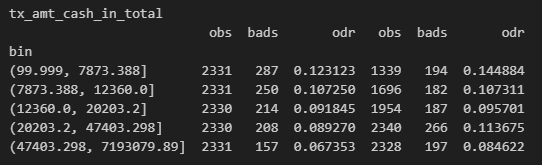 tx_amt_cash_in_total
obs bads odr obs bads odr
bin
(99.999, 7873.388] 2331 287 0.123123 1339 194 0.144884
(7873.388, 12360.0] 2331 250 0.107250 1696 182 0.107311
(12360.0, 20203.2] 2330 214 0.091845 1954 187 0.095701
(20203.2, 47403.298] 2330 208 0.089270 2340 266 0.113675
(47403.298, 7193079.89] 2331 157 0.067353 2328 197 0.084622